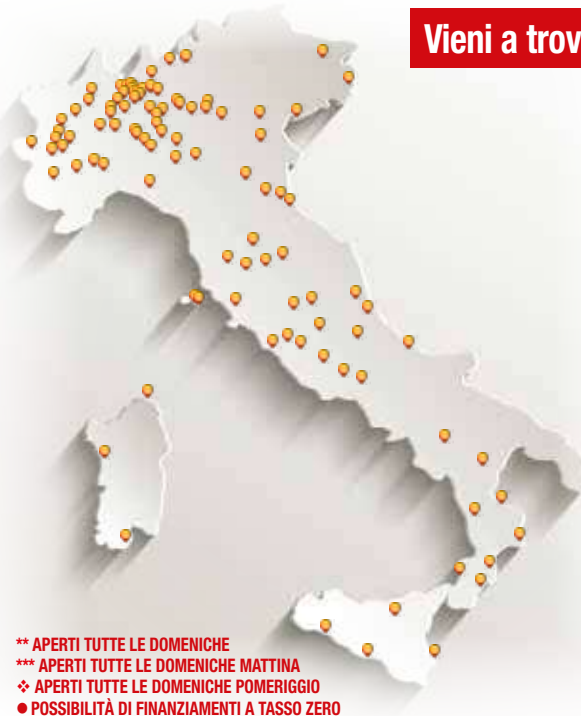 Vieni a trov
** APERTI TUTTE LE DOMENICHE
*** APERTI TUTTE LE DOMENICHE MATTINA
❖ APERTI TUTTE LE DOMENICHE POMERIGGIO
● POSSIBILITÀ DI FINANZIAMENTI A TASSO ZERO